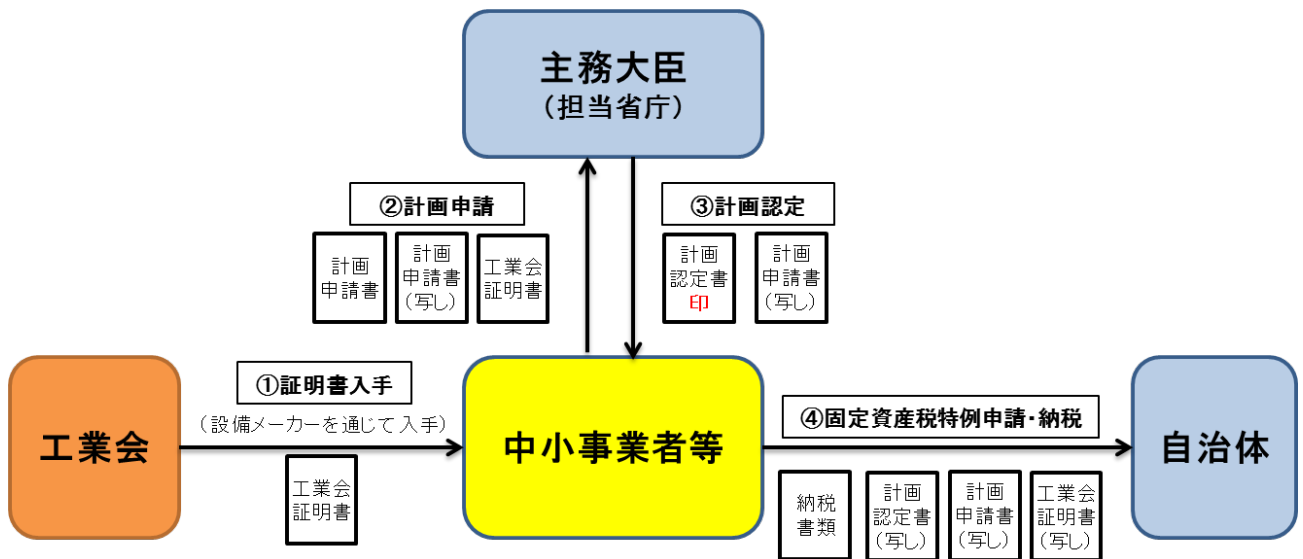 主務大臣
（担当省庁）
②計画申請
計画
申請書
計画
申請書
(写し)
工業会
証明書
③計画認定
計画
認定書
印
計画
申請書
(写し)
工業会
①証明書入手
（設備メーカーを通じて入手）
工業会
証明書
中小事業者等
④固定資産税特例申請・納税
納税
書類
計画
認定書
(写し)
計画
申請書
(写し)
工業会
証明書
(写し)
自治体